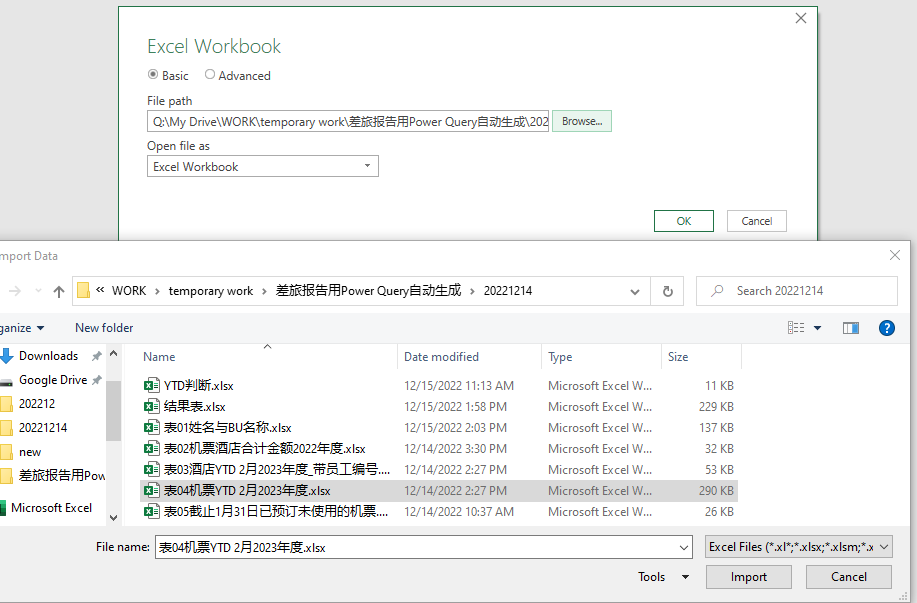 Excel Workbook
Basic Advanced
File path
Q:\My Drive\WORK\temporary work\差旅报告用Power Query自动生成\202 Browse...
Open file as
Excel Workbook
OK Cancel
mport Data
« WORK › temporary work › 差旅报告用Power Query自动生成 › 20221214 Search 20221214
ganize New folder ?
Downloads
Google Drive
202212
20221214
new
差旅报告用Pow
Microsoft Excel
Name Date modified Type Size
YTD判断.xlsx 12/15/2022 11:13 AM Microsoft Excel W... 11 KB
结果表.xlsx 12/15/2022 1:58 PM Microsoft Excel W... 229 KB
表01姓名与BU名称.xlsx 12/15/2022 2:03 PM Microsoft Excel W... 137 KB
表02机票酒店合计金额2022年度.xlsx 12/14/2022 3:30 PM Microsoft Excel W... 32 KB
表03酒店YTD 2月2023年度_带员工编号.... 12/14/2022 2:27 PM Microsoft Excel W... 53 KB
表04机票YTD 2月2023年度.xlsx 12/14/2022 2:27 PM Microsoft Excel W... 290 KB
表05截止1月31日已预订未使用的机票.... 12/14/2022 10:37 AM Microsoft Excel W... 26 KB
File name: 表04机票YTD 2月2023年度.xlsx Excel Files (*.xl*;*.xlsx;*.xlsm;*.x
Tools Import Cancel